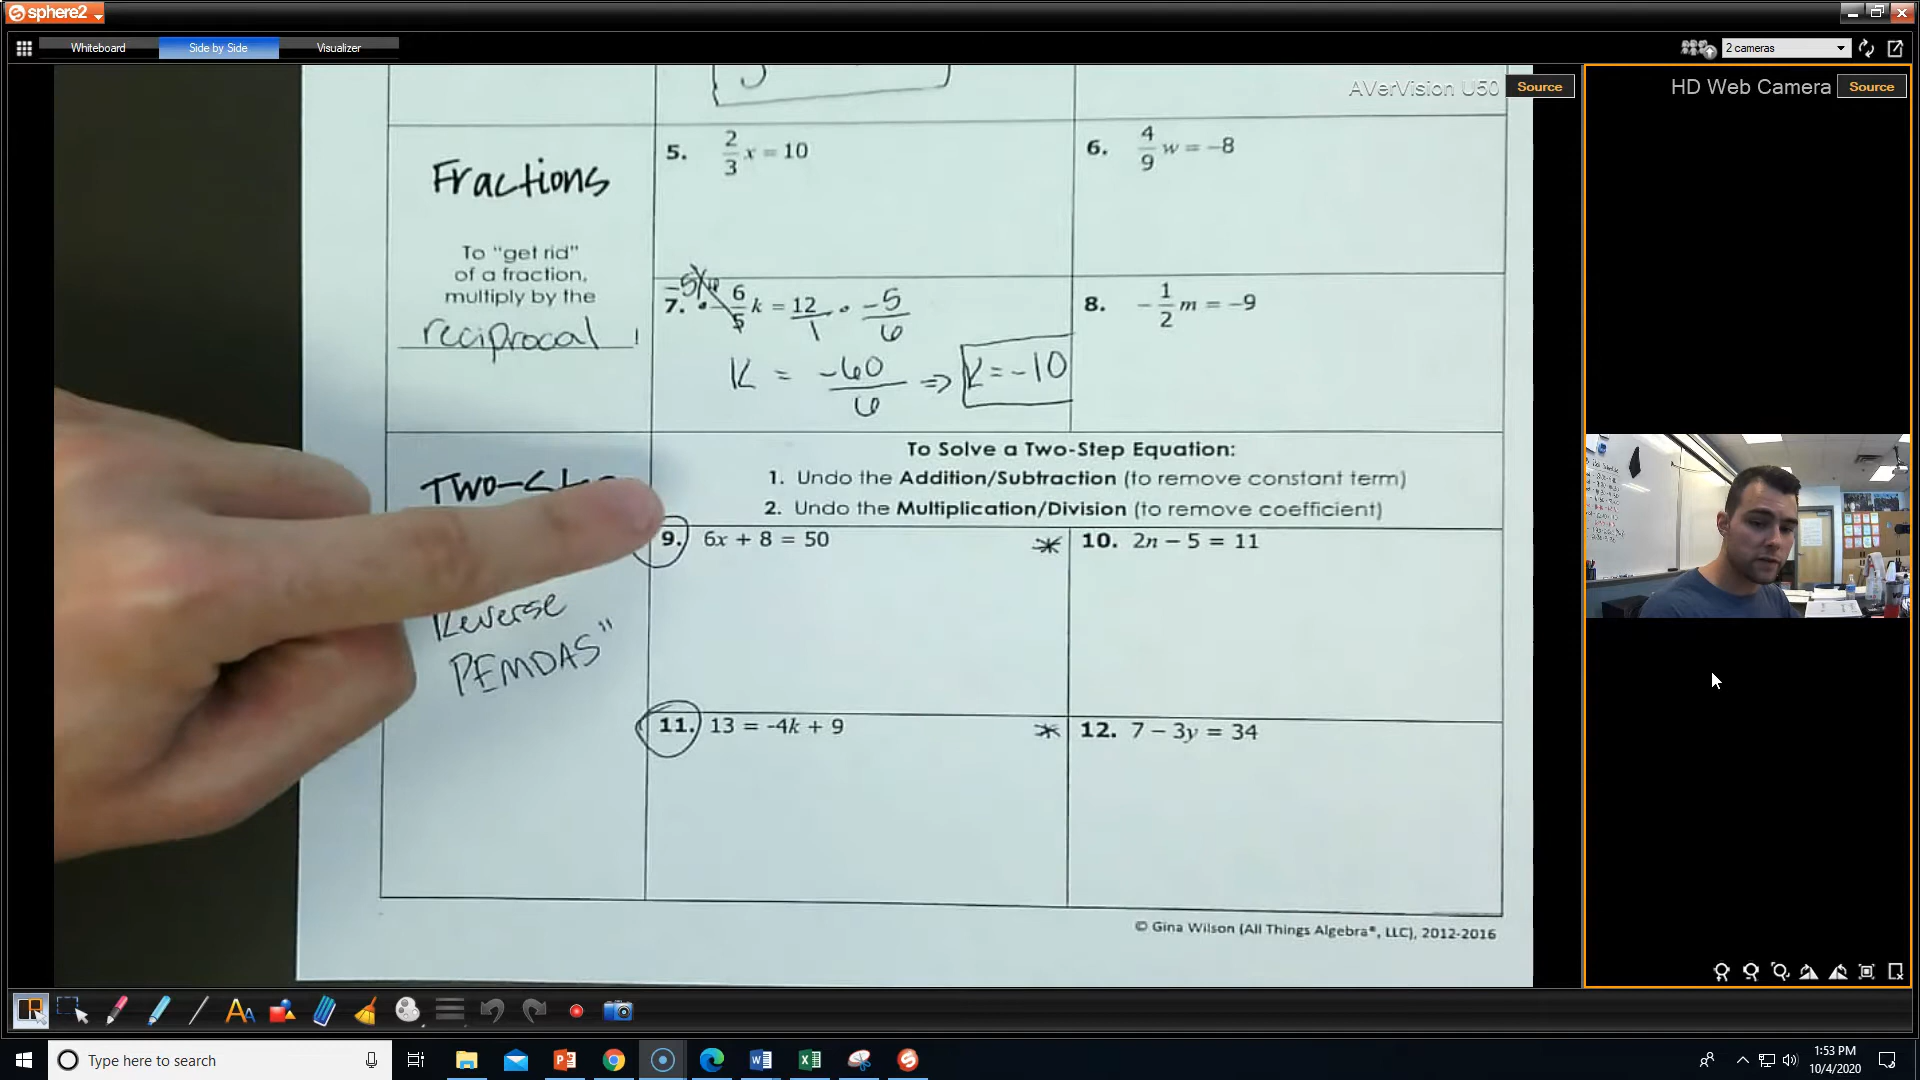 sphere2
Whiteboard
Side by Side
Visualizer
2 cameras
AVerVision U50
Source
HD Web Camera
Source
Fractions
To "get rid"
of a fraction,
multiply by the
reciprocal !
5. 2/3 x = 10
6. 4/9 w = -8
7. - 6/5 k = 12/1 · -5/6
K = -60/6 ⇒ K = -10
8. - 1/2 m = -9
To Solve a Two-Step Equation:
1. Undo the Addition/Subtraction (to remove constant term)
2. Undo the Multiplication/Division (to remove coefficient)
Reverse
PEMDAS"
9. 6x + 8 = 50
* 10. 2n - 5 = 11
11. 13 = -4k + 9
* 12. 7 - 3y = 34
© Gina Wilson (All Things Algebra®, LLC), 2012-2016
Type here to search
1:53 PM
10/4/2020